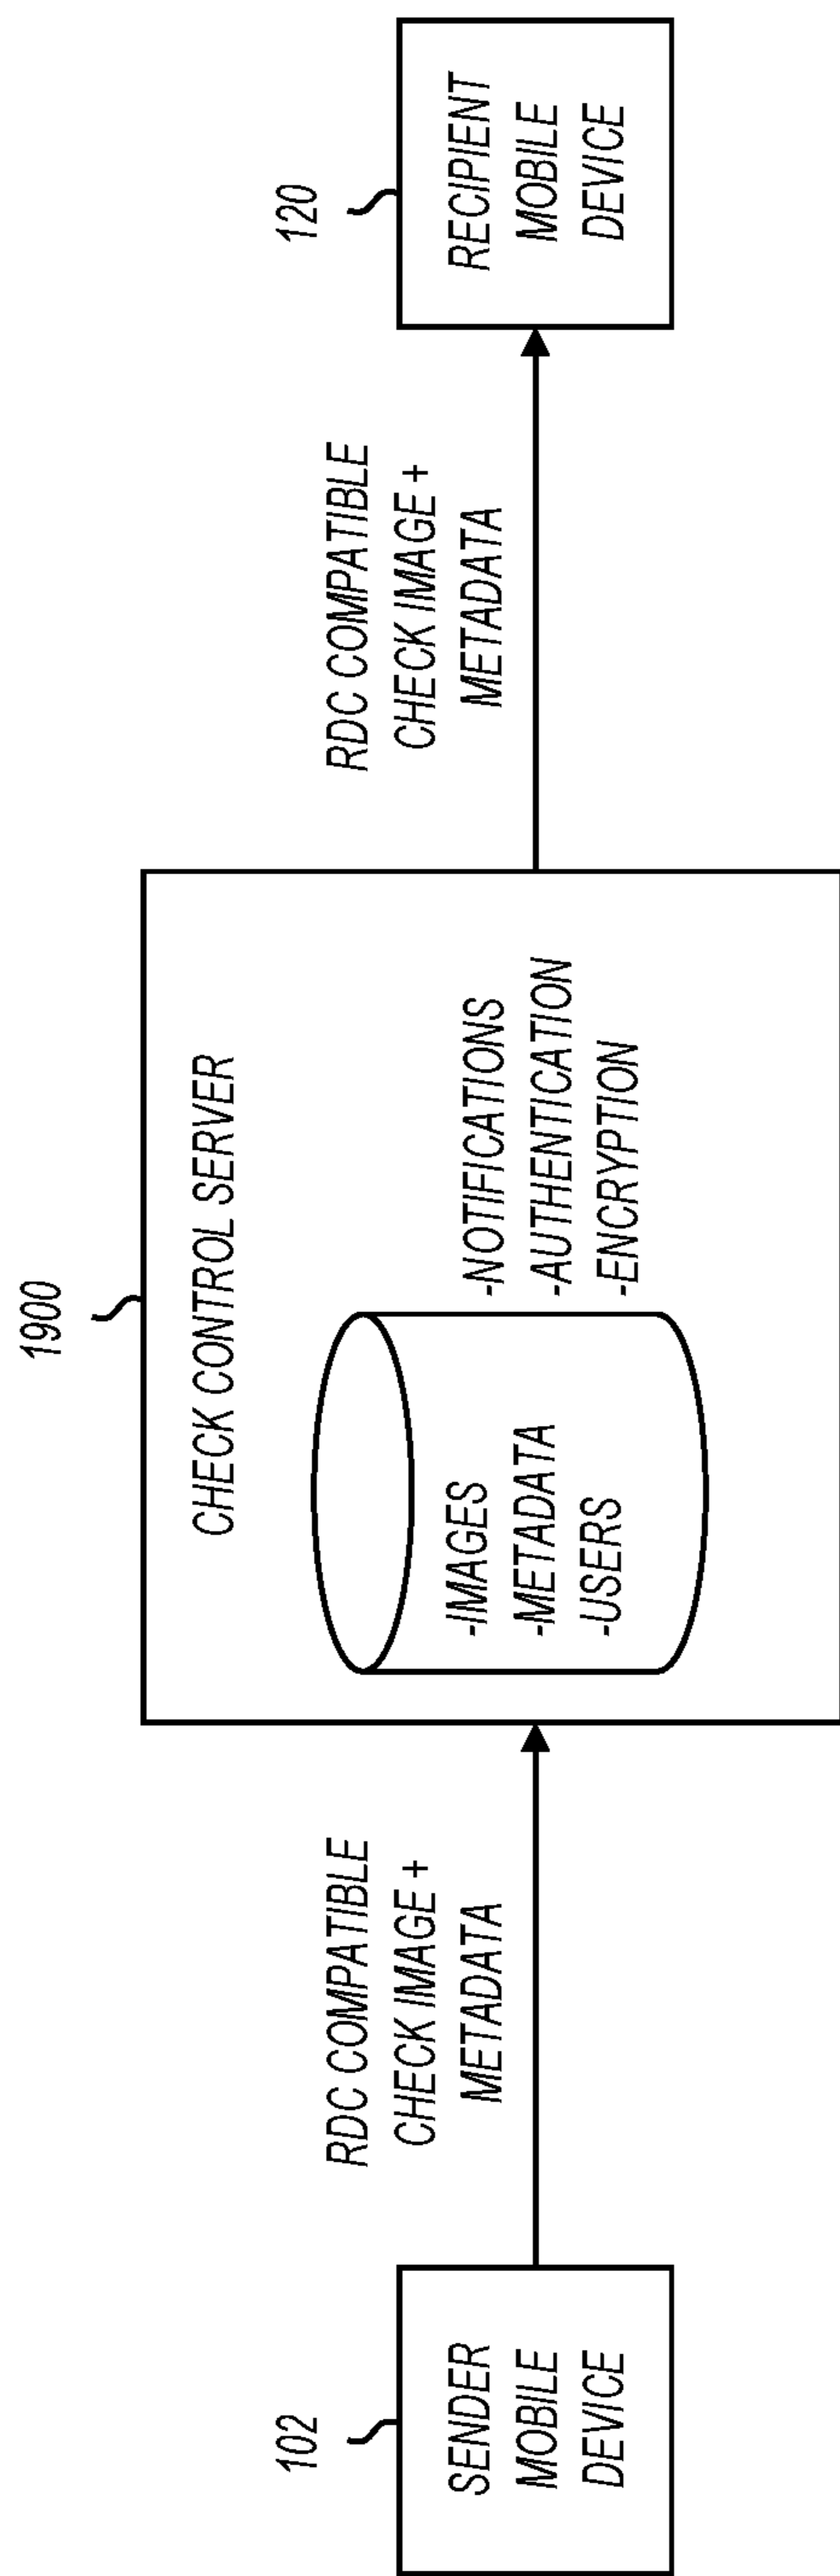 102
SENDER
MOBILE
DEVICE
RDC COMPATIBLE
CHECK IMAGE +
METADATA
1900
CHECK CONTROL SERVER
-IMAGES
-METADATA
-USERS
-NOTIFICATIONS
-AUTHENTICATION
-ENCRYPTION
RDC COMPATIBLE
CHECK IMAGE +
METADATA
120
RECIPIENT
MOBILE
DEVICE